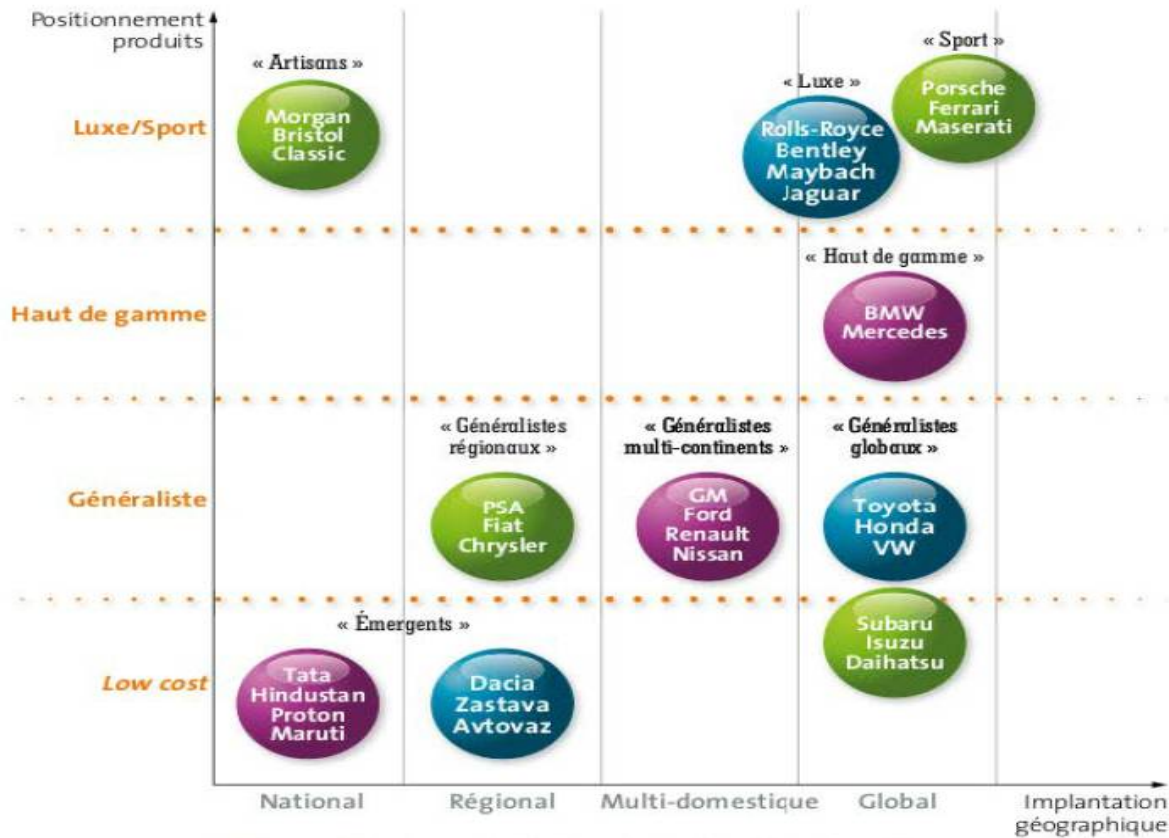 Positionnement
produits
« Sport »
« Artisans »
« Luxe »
Porsche
Ferrari
Maserati
Luxe/Sport
Morgan
Bristol
Classic
Rolls-Royce
Bentley
Maybach
Jaguar
« Haut de gamme »
Haut de gamme
BMW
Mercedes
« Généralistes
régionaux »
« Généralistes
multi-continents »
« Généralistes
globaux »
Généraliste
PSA
Fiat
Chrysler
GM
Ford
Renault
Nissan
Toyota
Honda
VW
« Émergents »
Subaru
Isuzu
Daihatsu
Low cost
Tata
Hindustan
Proton
Maruti
Dacia
Zastava
Avtovaz
National
Régional
Multi-domestique
Global
Implantation
géographique